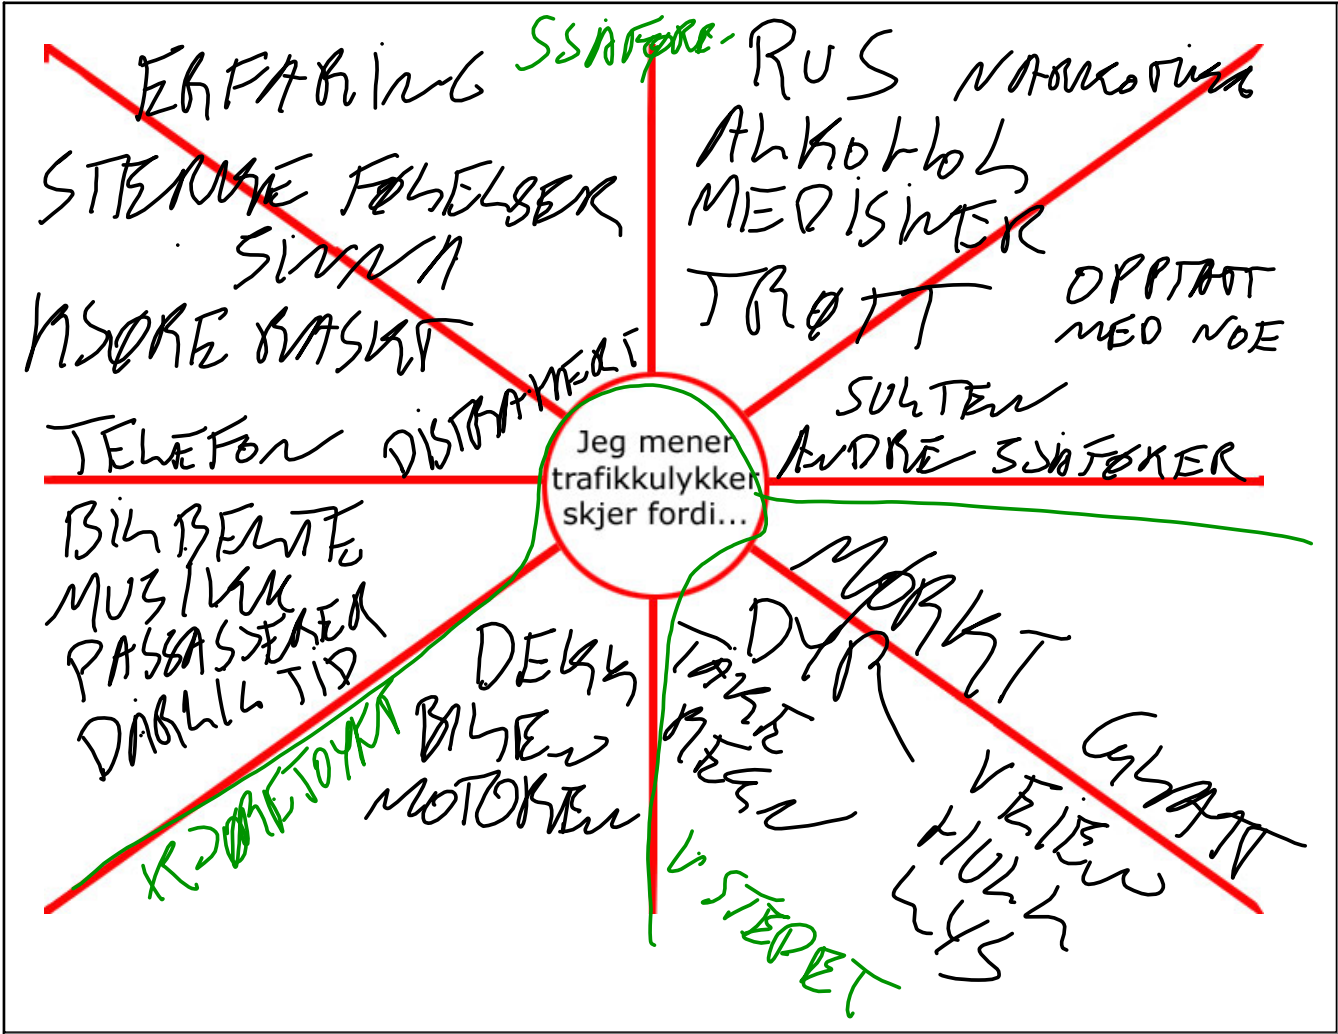 SJÅFØRE-
ERFARING
STERKE FØLELSER
SINNA
KJØRE RASKT
TELEFON
DISTRAHERT
RUS
NARKOTIKA
ALKOHOL
MEDISINER
TRØTT
OPPTATT
MED NOE
SULTEN
ANDRE SJÅFØRER
Jeg mener
trafikkulykker
skjer fordi...
BILBELTE
MUSIKK
PASSASJERER
DÅRLIG TID
KJØRETØYET
DEKK
BILEN
MOTOREN
TÅKE
REGN
DYR
MØRKT
GLATT
VEIEN
HULL
LYS
STEDET